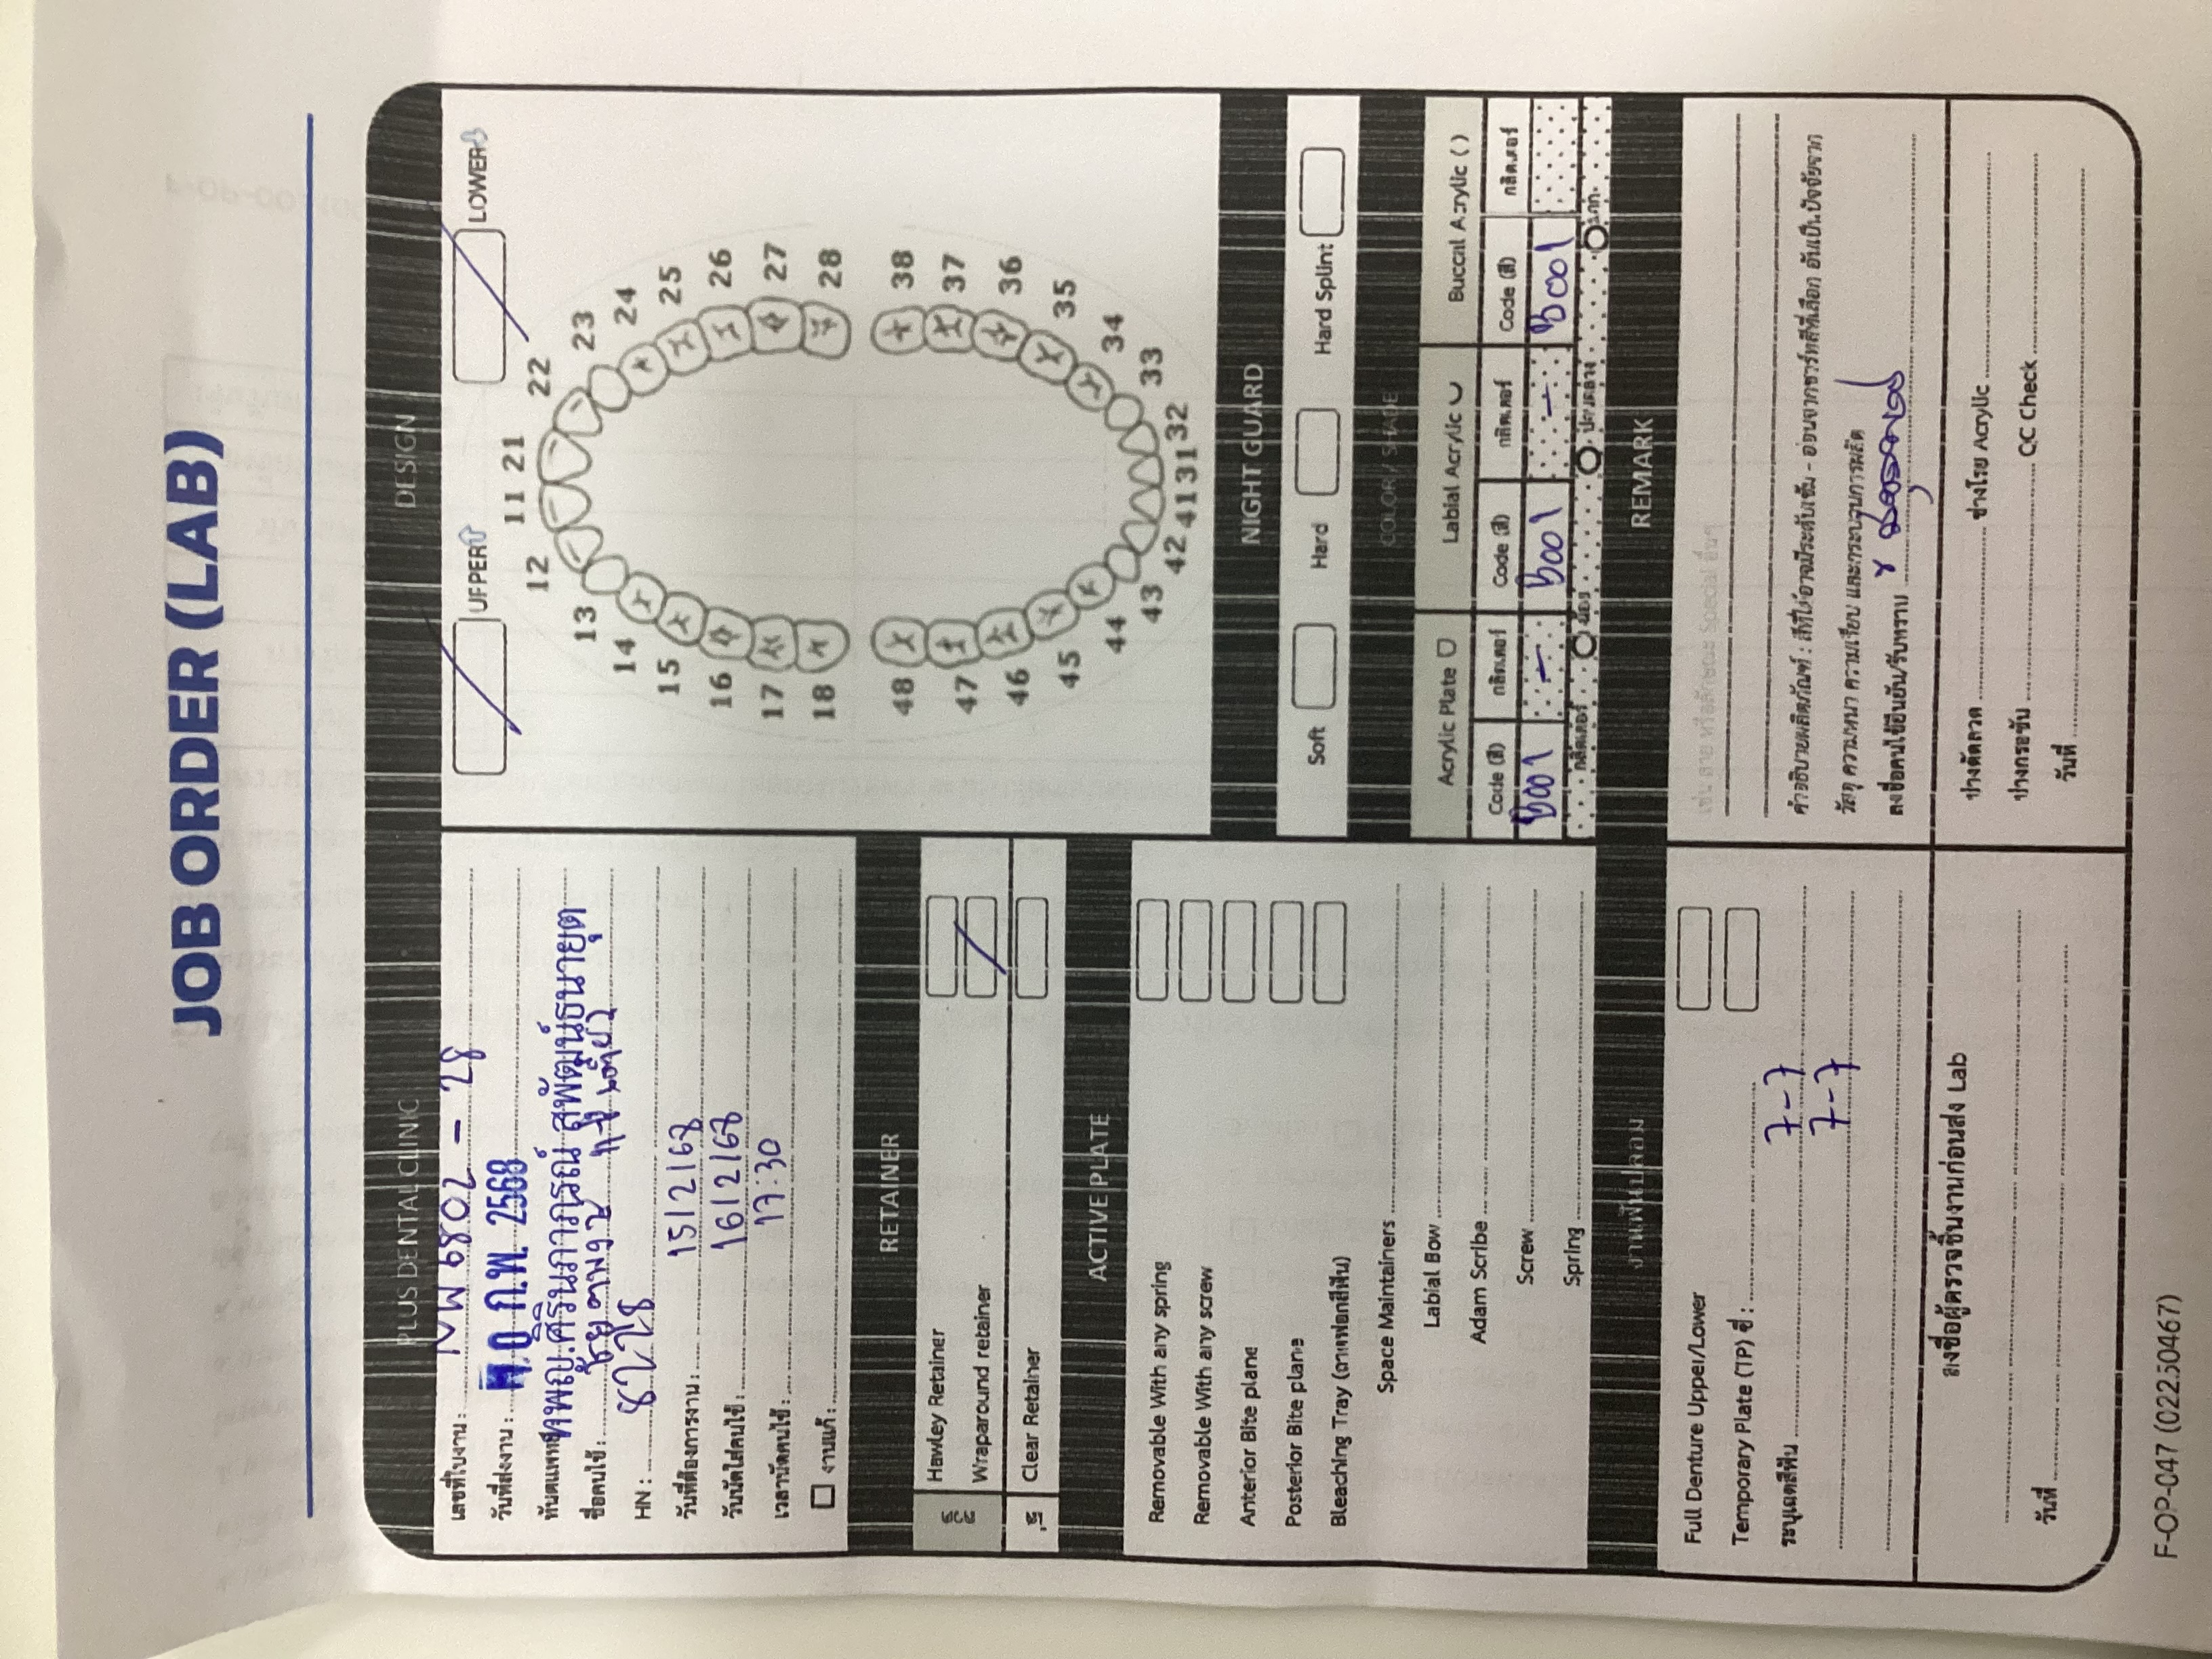 JOB ORDER (LAB)
PLUS DENTAL CLINIC
เลขที่ใบงาน : NW 6802 - 28
วันที่ส่งงาน : 10 ก.พ. 2568
ทันตแพทย์ ทพญ.ศิรินภาภรณ์ สุพัฒน์ธนายุต
ชื่อคนไข้ :
HN : 8228
วันที่ต้องการงาน : 15/2/68
วันนัดใส่คนไข้ : 16/2/68
เวลานัดคนไข้ : 17:30
งานแก้ :
DESIGN
UPPER
LOWER
11 21
12 22
13 23
14 24
15 25
16 26
17 27
18 28
48 38
47 37
46 36
45 35
44 34
43 33
42 41 31 32
RETAINER
ลวด
Hawley Retainer
Wraparound retainer
ใส
Clear Retainer
ACTIVE PLATE
Removable With any spring
Removable With any screw
Anterior Bite plane
Posterior Bite plane
Bleaching Tray (ถาดฟอกสีฟัน)
Space Maintainers
Labial Bow
Adam Scribe
Screw
Spring
NIGHT GUARD
Soft
Hard
Hard Splint
COLOR / SHADE
Acrylic Plate
Labial Acrylic
Buccal Acrylic ( )
Code (สี) กลิตเตอร์ Code (สี) กลิตเตอร์ Code (สี) กลิตเตอร์
B001 - B001 - B001
กลิตเตอร์ น้อย ปานกลาง มาก
งานฟันปลอม
Full Denture Upper/Lower
Temporary Plate (TP) ซี่ :
ระบุเฉดสีฟัน 7-7
7-7
REMARK
เช่น ลาย หรือลักษณะ Special อื่นๆ
คำอธิบายผลิตภัณฑ์ : สีที่ได้อาจมีระดับเข้ม - อ่อนจากชาร์ทสีที่เลือก อันเป็นปัจจัยจาก
วัสดุ ความหนา ความเรียบ และกระบวนการผลิต
ลงชื่อคนไข้ยืนยัน/รับทราบ
ลงชื่อผู้ตรวจชิ้นงานก่อนส่ง Lab
วันที่
ช่างดัดลวด ช่างโรย Acrylic
ช่างกรอขัด QC Check
วันที่
F-OP-047 (02250467)